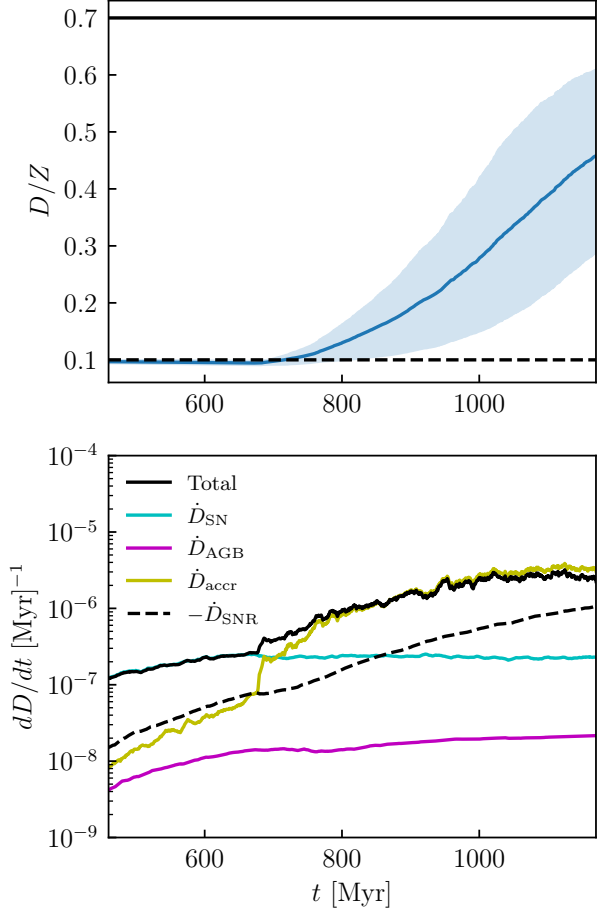 0.7
0.6
0.5
0.4
0.3
0.2
0.1
D/Z
600 800 1000
10⁻⁴
10⁻⁵
10⁻⁶
10⁻⁷
10⁻⁸
10⁻⁹
dD/dt [Myr]⁻¹
Total
Ḋ_SN
Ḋ_AGB
Ḋ_accr
−Ḋ_SNR
600 800 1000
t [Myr]